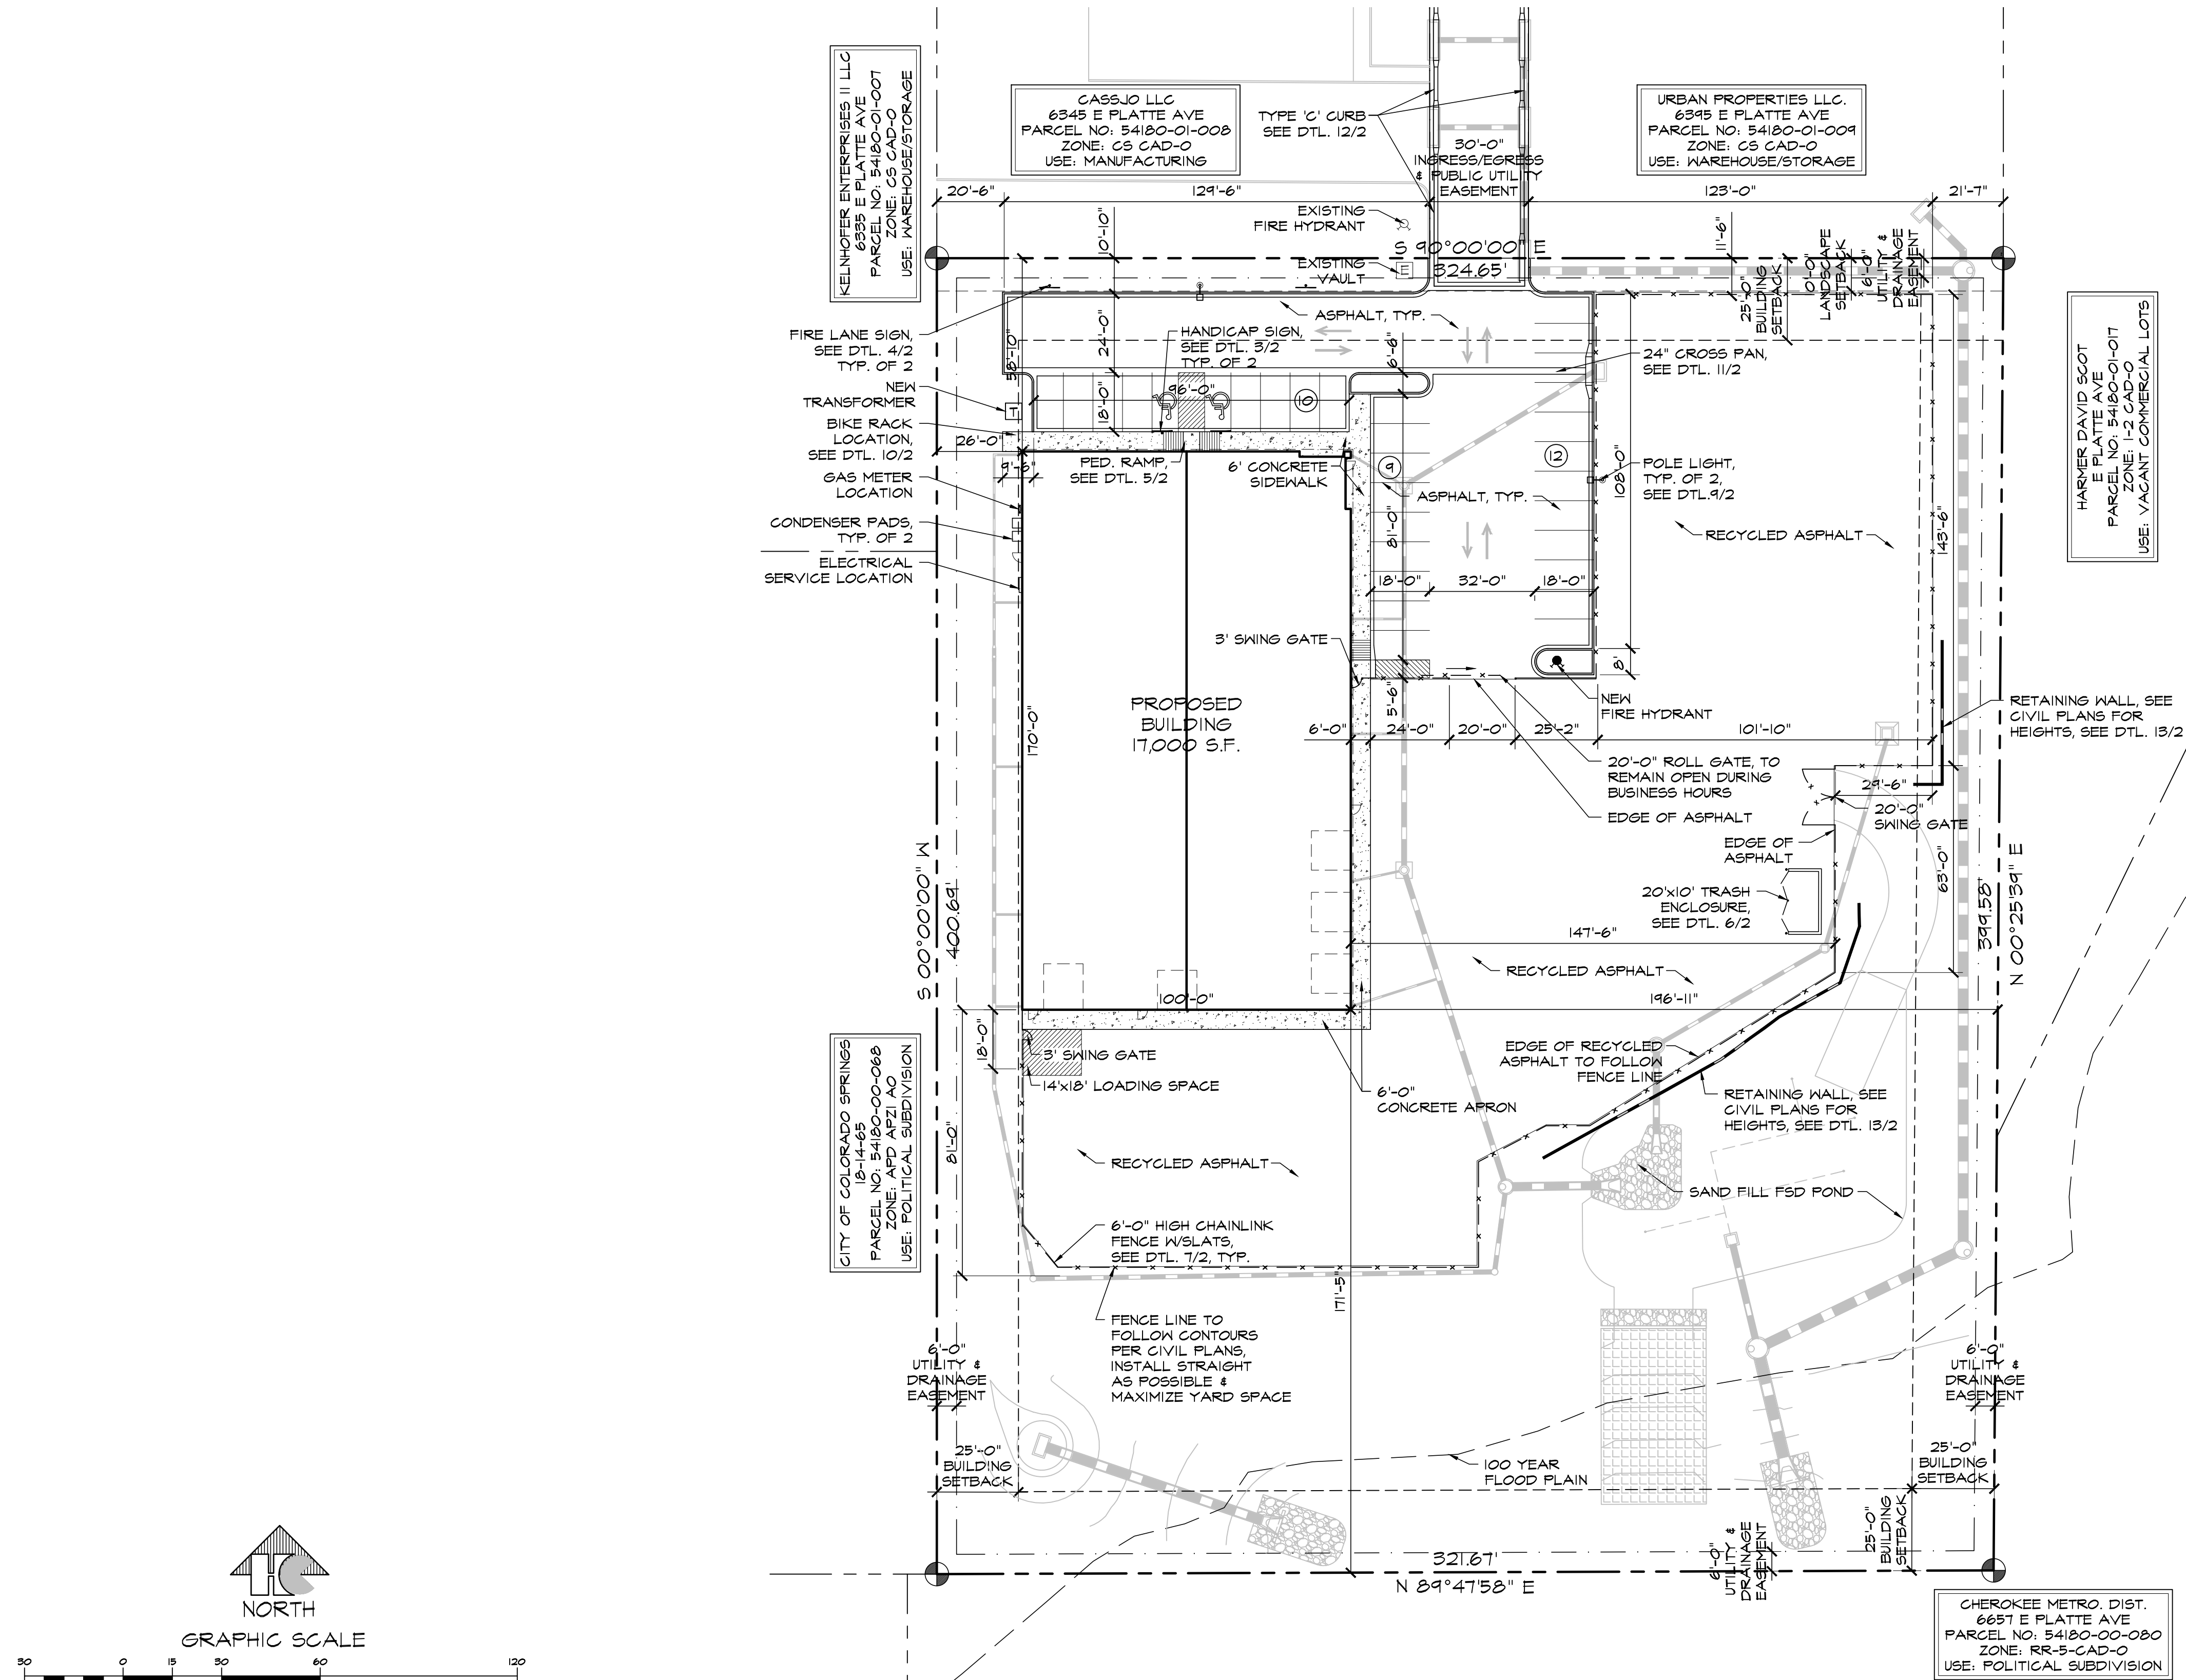 KELNHOFER ENTERPRISES II LLC
6335 E PLATTE AVE
PARCEL NO: 54180-01-007
ZONE: CS CAD-O
USE: WAREHOUSE/STORAGE
CASSJO LLC
6345 E PLATTE AVE
PARCEL NO: 54180-01-008
ZONE: CS CAD-O
USE: MANUFACTURING
TYPE 'C' CURB
SEE DTL. 12/2
30'-0"
INGRESS/EGRESS
& PUBLIC UTILITY
EASEMENT
URBAN PROPERTIES LLC.
6395 E PLATTE AVE
PARCEL NO: 54180-01-009
ZONE: CS CAD-O
USE: WAREHOUSE/STORAGE
20'-6"
129'-6"
123'-0"
21'-7"
EXISTING
FIRE HYDRANT
10'-10"
S 90°00'00" E
324.65'
EXISTING
VAULT
E
11'-6"
25'-0"
BUILDING
SETBACK
10'-0"
LANDSCAPE
SETBACK
6'-0"
UTILITY &
DRAINAGE
EASEMENT
HARMER DAVID SCOT
E PLATTE AVE
PARCEL NO: 54180-01-017
ZONE: I-2 CAD-O
USE: VACANT COMMERCIAL LOTS
FIRE LANE SIGN,
SEE DTL. 4/2
TYP. OF 2
58'-10"
24'-0"
HANDICAP SIGN,
SEE DTL. 3/2
TYP. OF 2
ASPHALT, TYP.
6'-6"
24" CROSS PAN,
SEE DTL. 11/2
NEW
TRANSFORMER
T
18'-0"
96'-0"
10
BIKE RACK
LOCATION,
SEE DTL. 10/2
26'-0"
9'-6"
PED. RAMP,
SEE DTL. 5/2
6' CONCRETE
SIDEWALK
9
12
ASPHALT, TYP.
108'-0"
POLE LIGHT,
TYP. OF 2,
SEE DTL.9/2
GAS METER
LOCATION
CONDENSER PADS,
TYP. OF 2
ELECTRICAL
SERVICE LOCATION
81'-0"
RECYCLED ASPHALT
143'-6"
18'-0"
32'-0"
18'-0"
3' SWING GATE
8'
NEW
FIRE HYDRANT
PROPOSED
BUILDING
17,000 S.F.
170'-0"
5'-6"
6'-0"
24'-0"
20'-0"
25'-2"
101'-10"
RETAINING WALL, SEE
CIVIL PLANS FOR
HEIGHTS, SEE DTL. 13/2
20'-0" ROLL GATE, TO
REMAIN OPEN DURING
BUSINESS HOURS
EDGE OF ASPHALT
29'-6"
20'-0"
SWING GATE
EDGE OF
ASPHALT
63'-0"
S 00°00'00" W
400.69'
20'x10' TRASH
ENCLOSURE,
SEE DTL. 6/2
399.58'
N 00°25'39" E
147'-6"
RECYCLED ASPHALT
100'-0"
196'-11"
18'-0"
3' SWING GATE
14'x18' LOADING SPACE
EDGE OF RECYCLED
ASPHALT TO FOLLOW
FENCE LINE
6'-0"
CONCRETE APRON
RETAINING WALL, SEE
CIVIL PLANS FOR
HEIGHTS, SEE DTL. 13/2
CITY OF COLORADO SPRINGS
18-14-65
PARCEL NO: 54180-00-068
ZONE: APD APZ1 AO
USE: POLITICAL SUBDIVISION
81'-0"
RECYCLED ASPHALT
SAND FILL FSD POND
6'-0" HIGH CHAINLINK
FENCE W/SLATS,
SEE DTL. 7/2, TYP.
171'-5"
FENCE LINE TO
FOLLOW CONTOURS
PER CIVIL PLANS,
INSTALL STRAIGHT
AS POSSIBLE &
MAXIMIZE YARD SPACE
6'-0"
UTILITY &
DRAINAGE
EASEMENT
6'-0"
UTILITY &
DRAINAGE
EASEMENT
25'-0"
BUILDING
SETBACK
100 YEAR
FLOOD PLAIN
25'-0"
BUILDING
SETBACK
25'-0"
BUILDING
SETBACK
6'-0"
UTILITY &
DRAINAGE
EASEMENT
321.67'
N 89°47'58" E
NORTH
GRAPHIC SCALE
30 0 15 30 60 120
CHEROKEE METRO. DIST.
6657 E PLATTE AVE
PARCEL NO: 54180-00-080
ZONE: RR-5-CAD-O
USE: POLITICAL SUBDIVISION